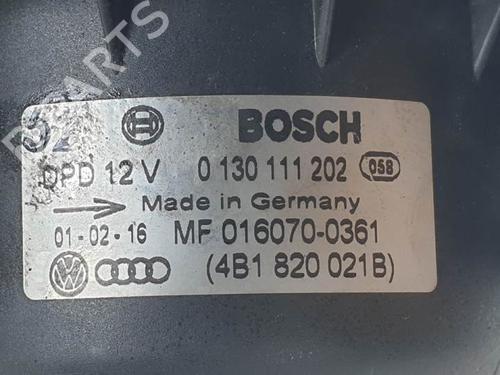 BOSCH
DPD 12 V 0 130 111 202 058
Made in Germany
01-02-16 MF 016070-0361
(4B1 820 021B)